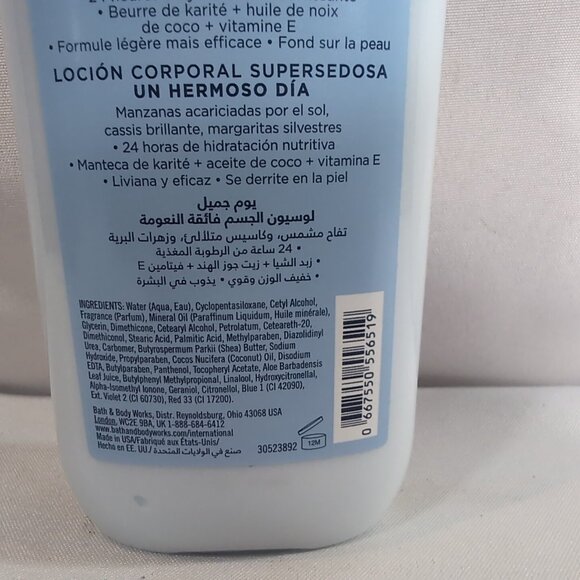 • Beurre de karité + huile de noix
de coco + vitamine E
• Formule légère mais efficace • Fond sur la peau
LOCIÓN CORPORAL SUPERSEDOSA
UN HERMOSO DÍA
Manzanas acariciadas por el sol,
cassis brillante, margaritas silvestres
• 24 horas de hidratación nutritiva
• Manteca de karité + aceite de coco + vitamina E
• Liviana y eficaz • Se derrite en la piel
يوم جميل
لوسيون الجسم فائقة النعومة
تفاح مشمس، وكاسيس متلألئ، وزهرات البرية
• 24 ساعة من الرطوبة المغذية
• زبد الشيا + زيت جوز الهند + فيتامين E
• خفيف الوزن وقوي • يذوب في البشرة
INGREDIENTS: Water (Aqua, Eau), Cyclopentasiloxane, Cetyl Alcohol,
Fragrance (Parfum), Mineral Oil (Paraffinum Liquidum, Huile minérale),
Glycerin, Dimethicone, Cetearyl Alcohol, Petrolatum, Ceteareth-20,
Dimethiconol, Stearic Acid, Palmitic Acid, Methylparaben, Diazolidinyl
Urea, Carbomer, Butyrospermum Parkii (Shea) Butter, Sodium
Hydroxide, Propylparaben, Cocos Nucifera (Coconut) Oil, Disodium
EDTA, Butylparaben, Panthenol, Tocopheryl Acetate, Aloe Barbadensis
Leaf Juice, Butylphenyl Methylpropional, Linalool, Hydroxycitronellal,
Alpha-Isomethyl Ionone, Geraniol, Citronellol, Blue 1 (CI 42090),
Ext. Violet 2 (CI 60730), Red 33 (CI 17200).
Bath & Body Works, Distr. Reynoldsburg, Ohio 43068 USA
London, WC2E 9BA, UK 1-888-684-6412
www.bathandbodyworks.com/international
Made in USA/Fabriqué aux États-Unis/
Hecho en EE. UU./ صنع في الولايات المتحدة
30523892
12M
0 667550 556519